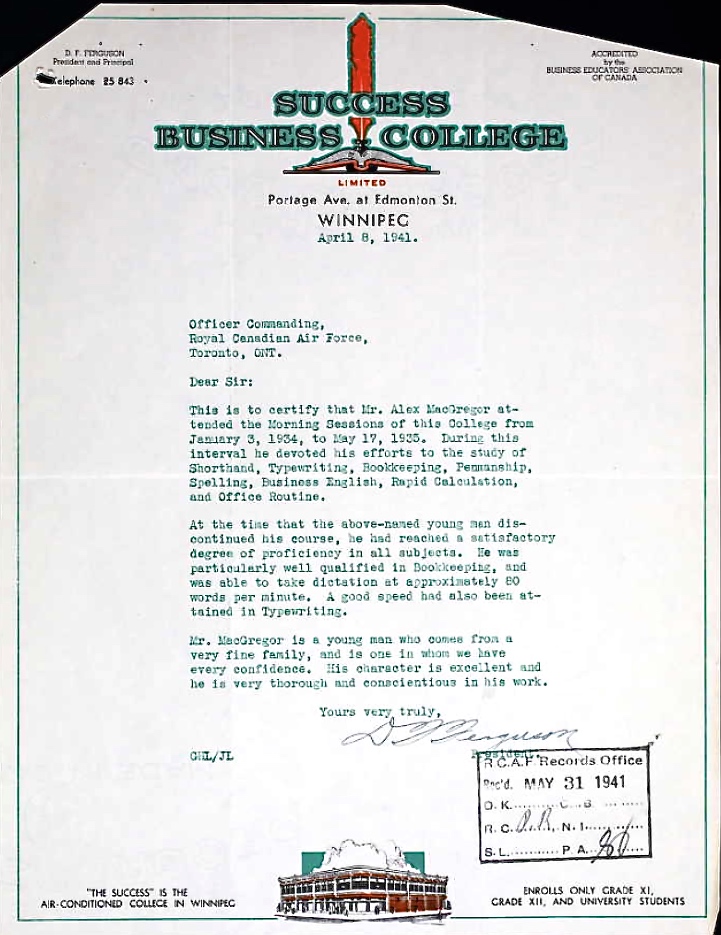 D. F. FERGUSON
President and Principal
Telephone 25 843
ACCREDITED
by the
BUSINESS EDUCATORS' ASSOCIATION
OF CANADA
SUCCESS
BUSINESS COLLEGE
LIMITED
Portage Ave. at Edmonton St.
WINNIPEG
April 8, 1941.
Officer Commanding,
Royal Canadian Air Force,
Toronto, ONT.
Dear Sir:
This is to certify that Mr. Alex MacGregor at-
tended the Morning Sessions of this College from
January 3, 1934, to May 17, 1935. During this
interval he devoted his efforts to the study of
Shorthand, Typewriting, Bookkeeping, Penmanship,
Spelling, Business English, Rapid Calculation,
and Office Routine.
At the time that the above-named young man dis-
continued his course, he had reached a satisfactory
degree of proficiency in all subjects. He was
particularly well qualified in Bookkeeping, and
was able to take dictation at approximately 80
words per minute. A good speed had also been at-
tained in Typewriting.
Mr. MacGregor is a young man who comes from a
very fine family, and is one in whom we have
every confidence. His character is excellent and
he is very thorough and conscientious in his work.
Yours very truly,
D F Ferguson
President.
GHL/JL
R.C.A.F. Records Office
Rec'd. MAY 31 1941
O.K.......... C.S. ..........
R.C.......... N.I..........
S.L.......... P.A..........
"THE SUCCESS" IS THE
AIR-CONDITIONED COLLEGE IN WINNIPEG
ENROLLS ONLY GRADE XI,
GRADE XII, AND UNIVERSITY STUDENTS